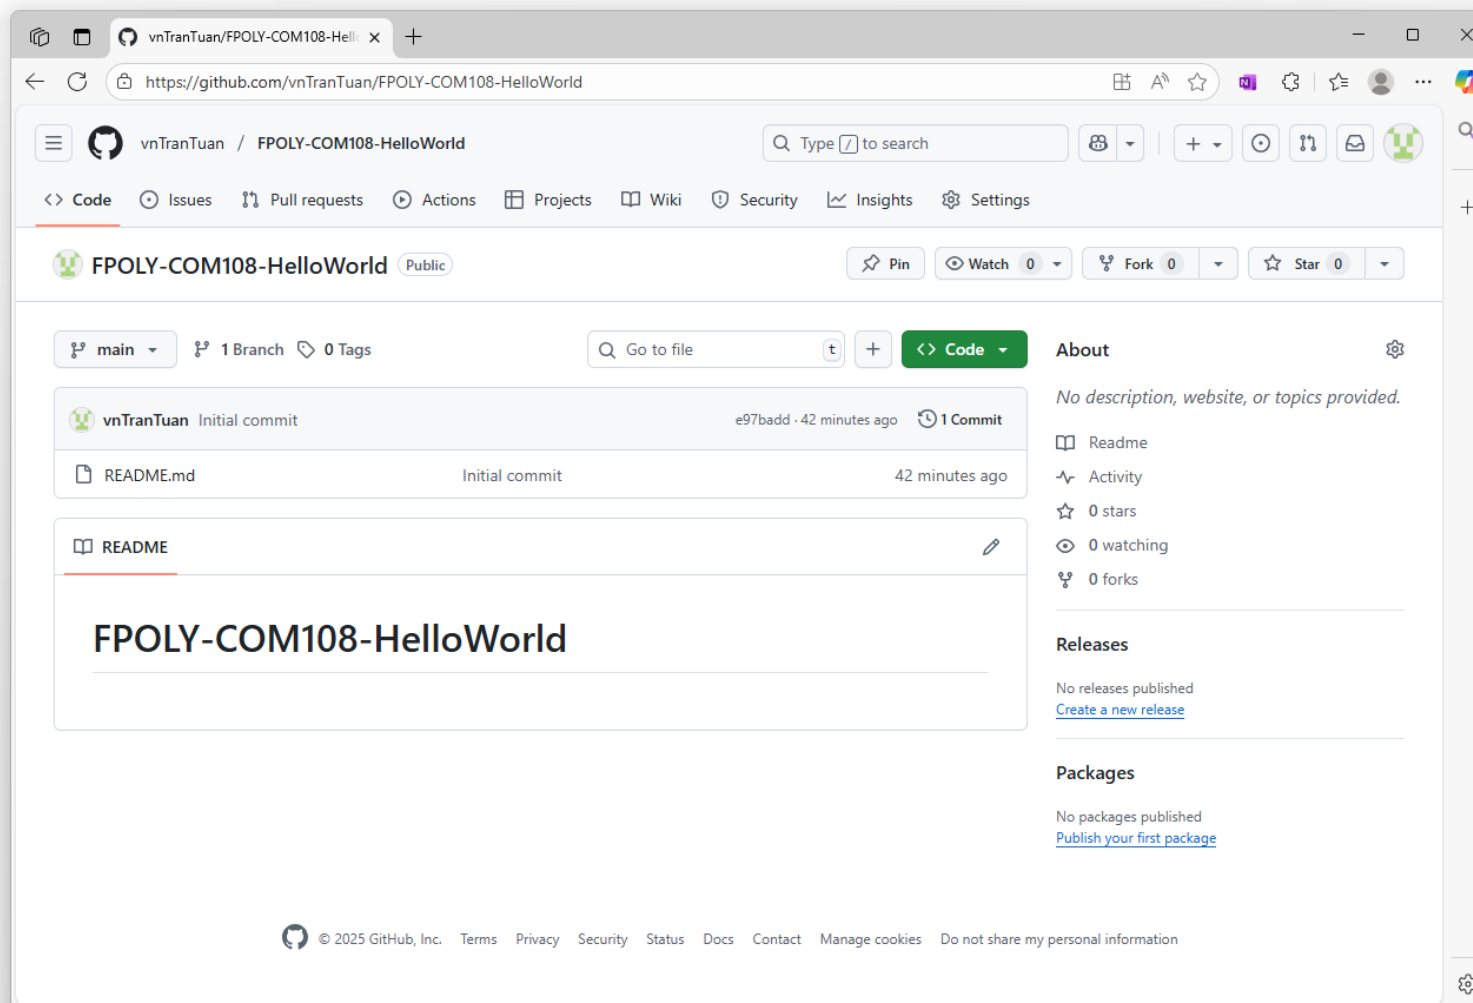 vnTranTuan/FPOLY-COM108-Hell
https://github.com/vnTranTuan/FPOLY-COM108-HelloWorld
vnTranTuan / FPOLY-COM108-HelloWorld
Type / to search
Code Issues Pull requests Actions Projects Wiki Security Insights Settings
FPOLY-COM108-HelloWorld Public
Pin Watch 0 Fork 0 Star 0
main 1 Branch 0 Tags
Go to file t
Code
vnTranTuan Initial commit e97badd · 42 minutes ago 1 Commit
README.md Initial commit 42 minutes ago
README
FPOLY-COM108-HelloWorld
About
No description, website, or topics provided.
Readme
Activity
0 stars
0 watching
0 forks
Releases
No releases published
Create a new release
Packages
No packages published
Publish your first package
© 2025 GitHub, Inc. Terms Privacy Security Status Docs Contact Manage cookies Do not share my personal information